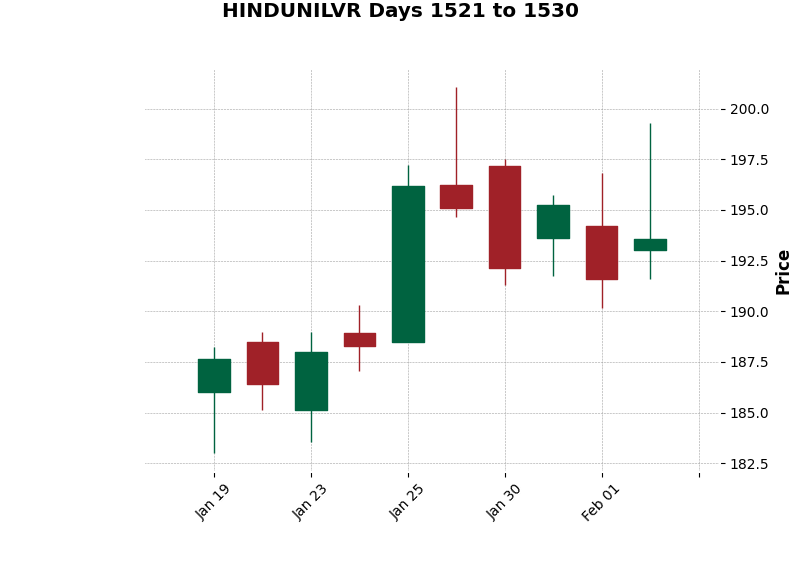 HINDUNILVR Days 1521 to 1530
200.0
197.5
195.0
192.5
190.0
187.5
185.0
182.5
Price
Jan 19
Jan 23
Jan 25
Jan 30
Feb 01